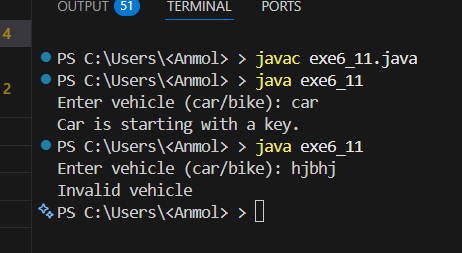 OUTPUT 51 TERMINAL PORTS
4
PS C:\Users\<Anmol> > javac exe6_11.java
PS C:\Users\<Anmol> > java exe6_11
2
Enter vehicle (car/bike): car
Car is starting with a key.
PS C:\Users\<Anmol> > java exe6_11
Enter vehicle (car/bike): hjbhj
Invalid vehicle
PS C:\Users\<Anmol> >